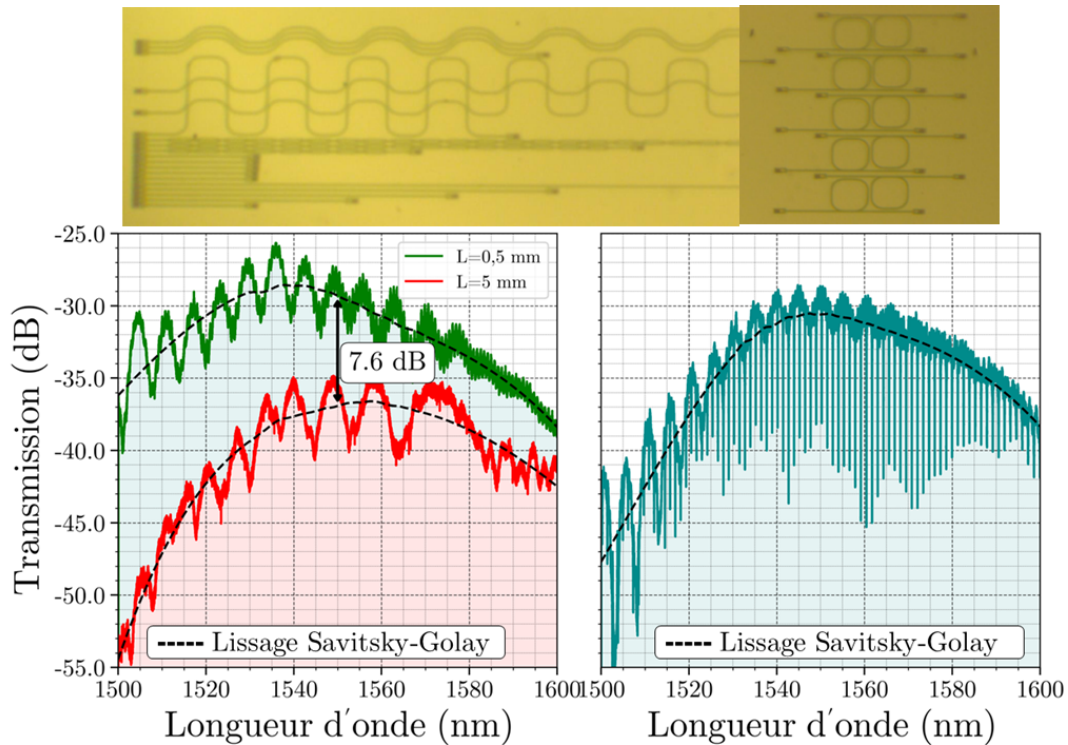 -25.0
-30.0
-35.0
-40.0
-45.0
-50.0
-55.0
Transmission (dB)
L=0,5 mm
L=5 mm
7.6 dB
Lissage Savitsky-Golay
1500
1520
1540
1560
1580
1600
Longueur d'onde (nm)
Lissage Savitsky-Golay
1500
1520
1540
1560
1580
1600
Longueur d'onde (nm)